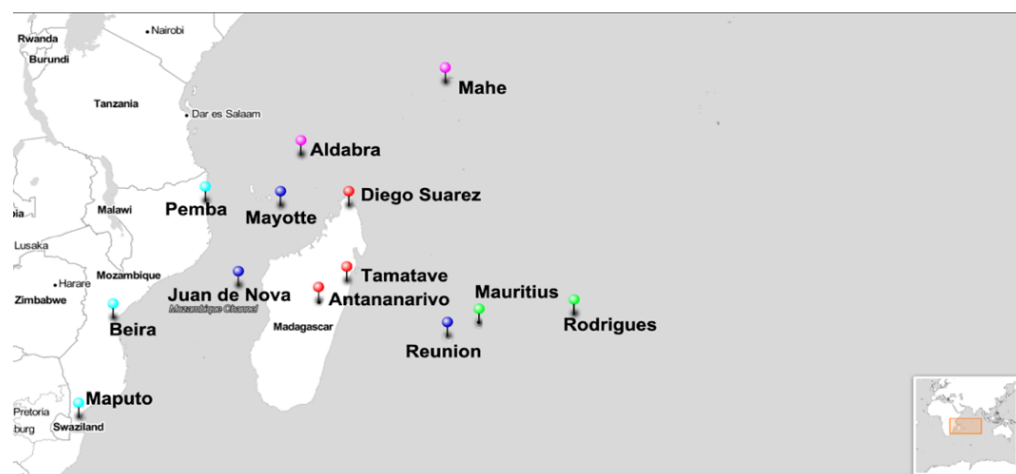 Nairobi
Rwanda
Burundi
Mahe
Tanzania
Dar es Salaam
Aldabra
Diego Suarez
Pemba
Malawi
Mayotte
Lusaka
Mozambique
Tamatave
Harare
Juan de Nova
Antananarivo
Mauritius
Zimbabwe
Mozambique Channel
Rodrigues
Beira
Madagascar
Reunion
Maputo
Pretoria
Swaziland
burg